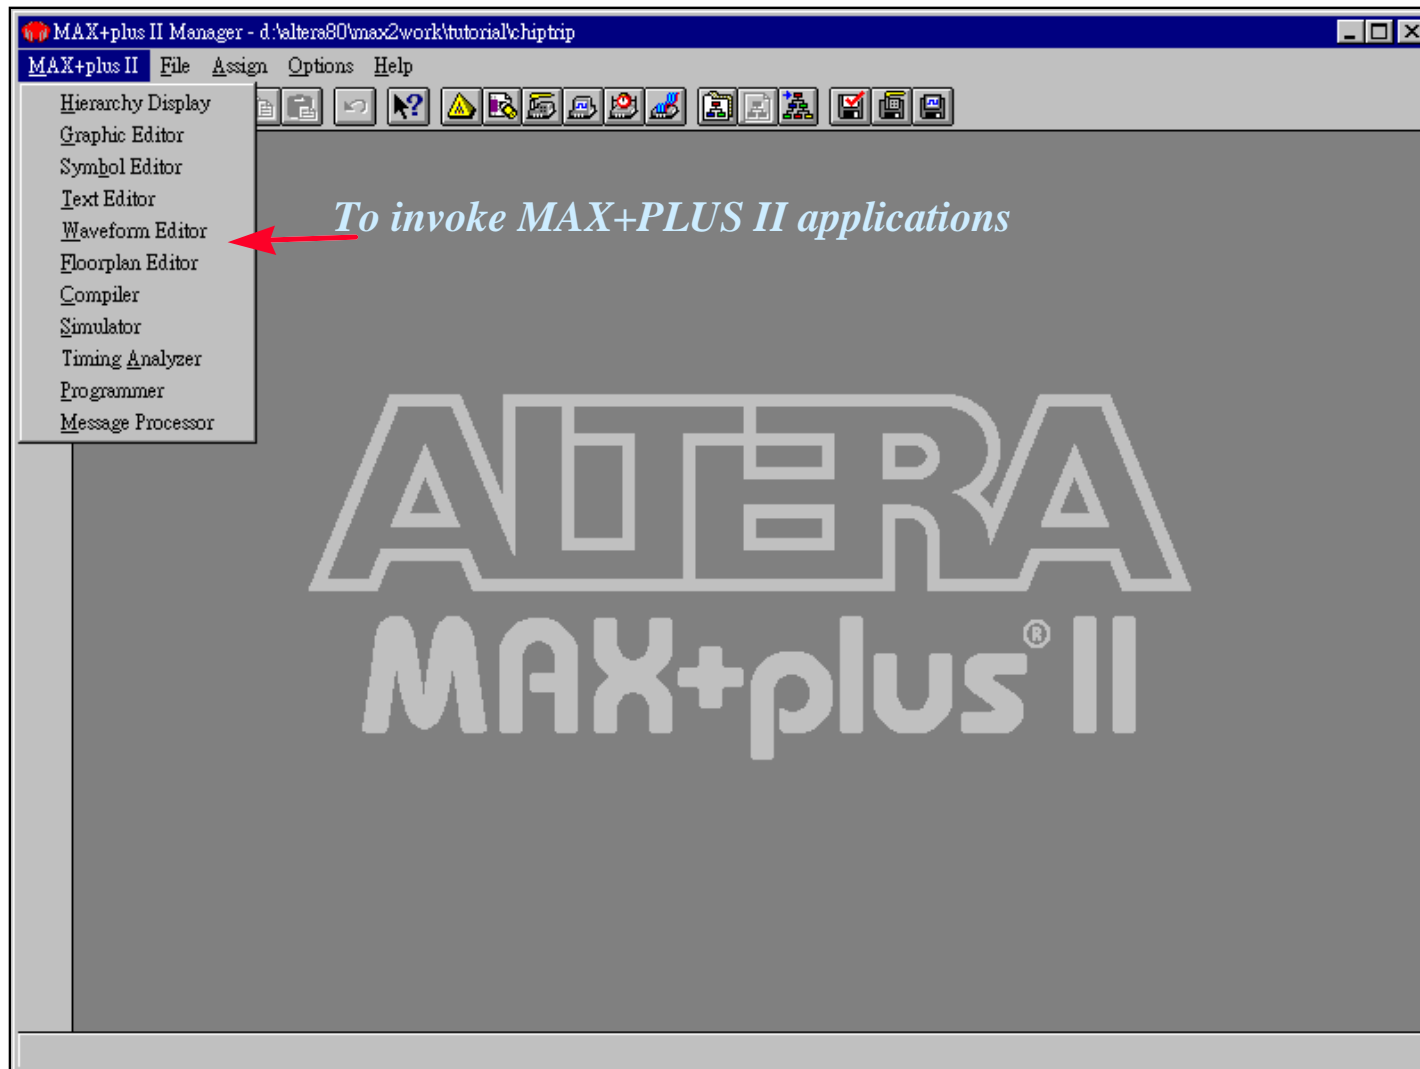 MAX+plus II Manager - d:\altera80\max2work\tutorial\chiptrip
MAX+plus II File Assign Options Help
Hierarchy Display
Graphic Editor
Symbol Editor
Text Editor
Waveform Editor
Floorplan Editor
Compiler
Simulator
Timing Analyzer
Programmer
Message Processor
To invoke MAX+PLUS II applications
ALTERA
MAX+plus® II